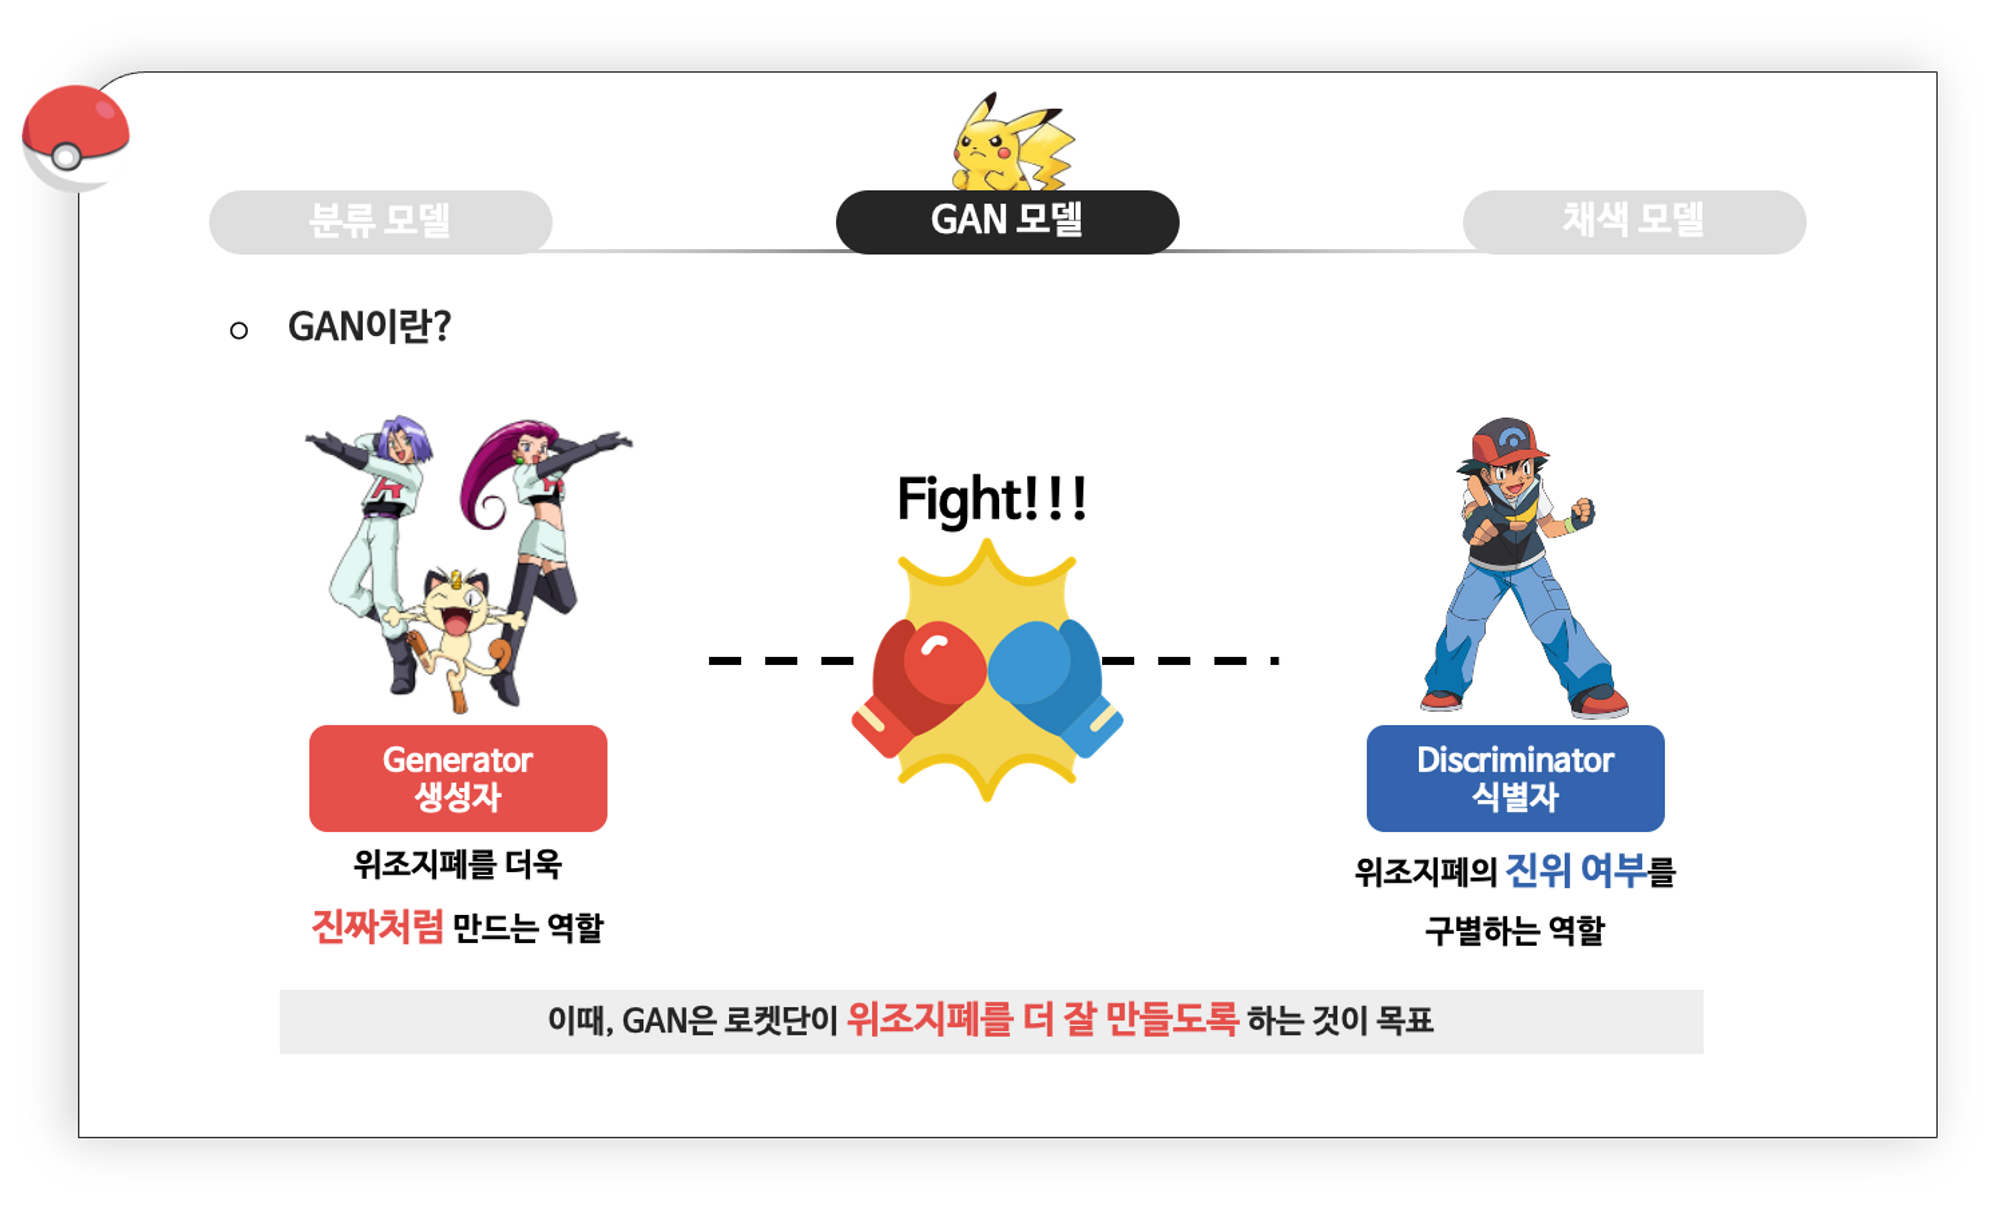 분류 모델
GAN 모델
채색 모델
GAN이란?
Fight!!!
Generator
생성자
위조지폐를 더욱
진짜처럼 만드는 역할
Discriminator
식별자
위조지폐의 진위 여부를
구별하는 역할
이때, GAN은 로켓단이 위조지폐를 더 잘 만들도록 하는 것이 목표